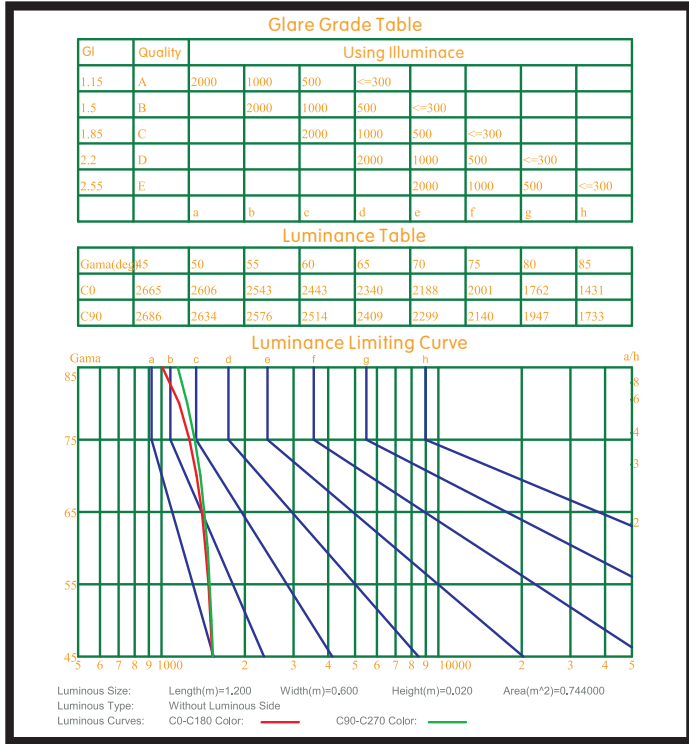 Glare Grade Table
GI Quality Using Illuminace
1.15 A 2000 1000 500 <=300
1.5 B 2000 1000 500 <=300
1.85 C 2000 1000 500 <=300
2.2 D 2000 1000 500 <=300
2.55 E 2000 1000 500 <=300
a b c d e f g h
Luminance Table
Gama(deg) 45 50 55 60 65 70 75 80 85
C0 2665 2606 2543 2443 2340 2188 2001 1762 1431
C90 2686 2634 2576 2514 2409 2299 2140 1947 1733
Luminance Limiting Curve
Gama a b c d e f g h a/h
85 8
6
75 4
3
65 2
55
45
5 6 7 8 9 1000 2 3 4 5 6 7 8 9 10000 2 3 4 5
Luminous Size: Length(m)=1.200 Width(m)=0.600 Height(m)=0.020 Area(m^2)=0.744000
Luminous Type: Without Luminous Side
Luminous Curves: C0-C180 Color: C90-C270 Color: